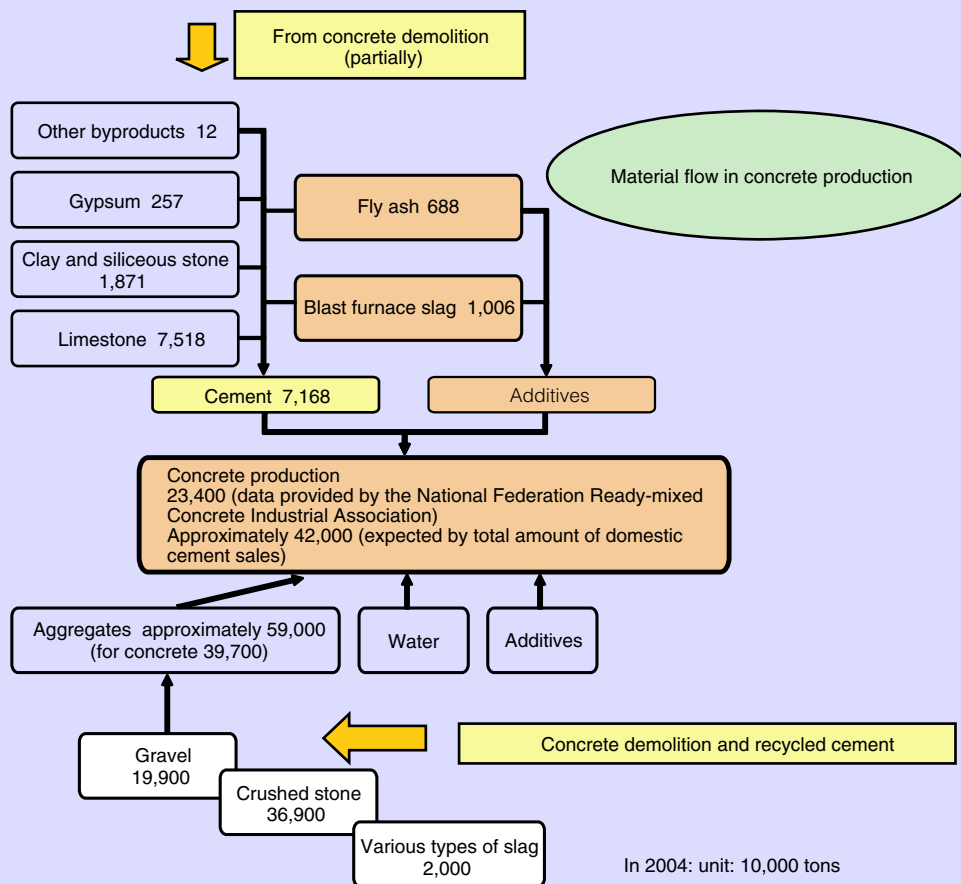 From concrete demolition
(partially)
Other byproducts 12
Gypsum 257
Clay and siliceous stone
1,871
Limestone 7,518
Fly ash 688
Blast furnace slag 1,006
Material flow in concrete production
Cement 7,168
Additives
Concrete production
23,400 (data provided by the National Federation Ready-mixed
Concrete Industrial Association)
Approximately 42,000 (expected by total amount of domestic
cement sales)
Aggregates approximately 59,000
(for concrete 39,700)
Water
Additives
Gravel
19,900
Concrete demolition and recycled cement
Crushed stone
36,900
Various types of slag
2,000
In 2004: unit: 10,000 tons